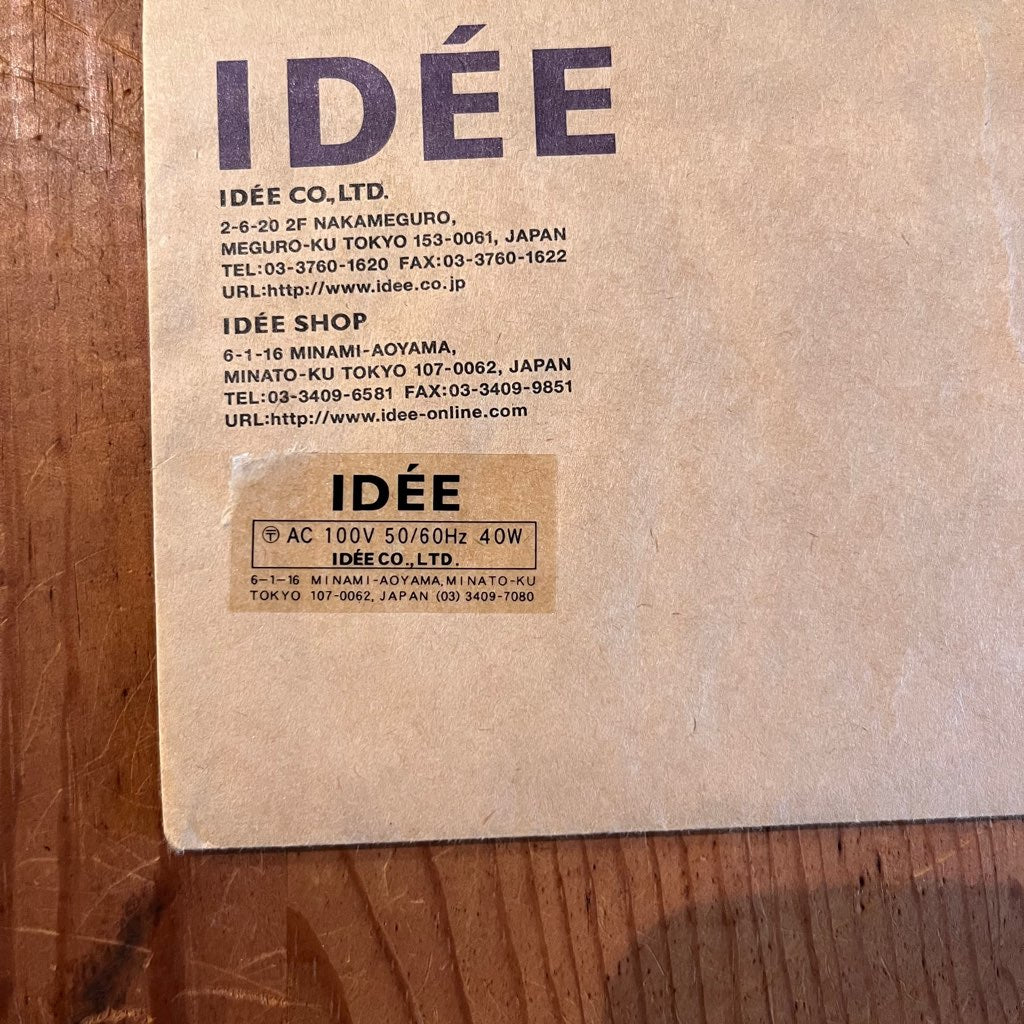 IDÉE
IDÉE CO.,LTD.
2-6-20 2F NAKAMEGURO,
MEGURO-KU TOKYO 153-0061, JAPAN
TEL:03-3760-1620 FAX:03-3760-1622
URL:http://www.idee.co.jp
IDÉE SHOP
6-1-16 MINAMI-AOYAMA,
MINATO-KU TOKYO 107-0062, JAPAN
TEL:03-3409-6581 FAX:03-3409-9851
URL:http://www.idee-online.com
IDÉE
〶 AC 100V 50/60Hz 40W
IDÉE CO.,LTD.
6-1-16 MINAMI-AOYAMA,MINATO-KU
TOKYO 107-0062, JAPAN (03) 3409-7080